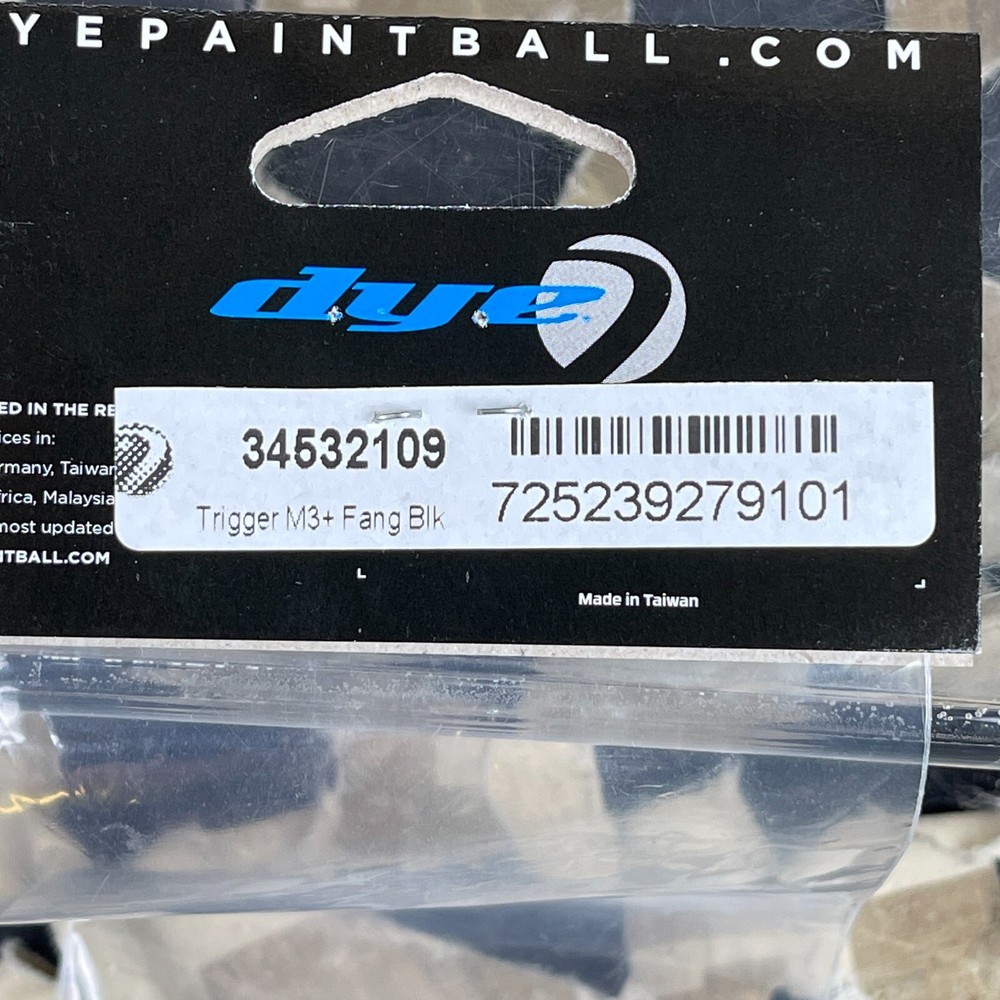 YEPAINTBALL.COM
dye
ED IN THE RE
ices in:
rmany, Taiwan
frica, Malaysia
most updated
ITBALL.COM
34532109
Trigger M3+ Fang Blk
725239279101
Made in Taiwan